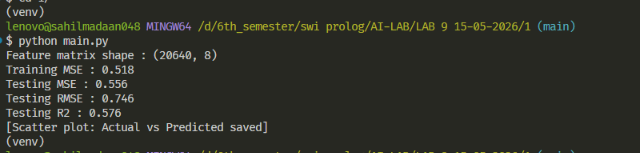 (venv)
lenovo@sahilmadaan048 MINGW64 /d/6th_semester/swi prolog/AI-LAB/LAB 9 15-05-2026/1 (main)
$ python main.py
Feature matrix shape : (20640, 8)
Training MSE : 0.518
Testing MSE : 0.556
Testing RMSE : 0.746
Testing R2 : 0.576
[Scatter plot: Actual vs Predicted saved]
(venv)